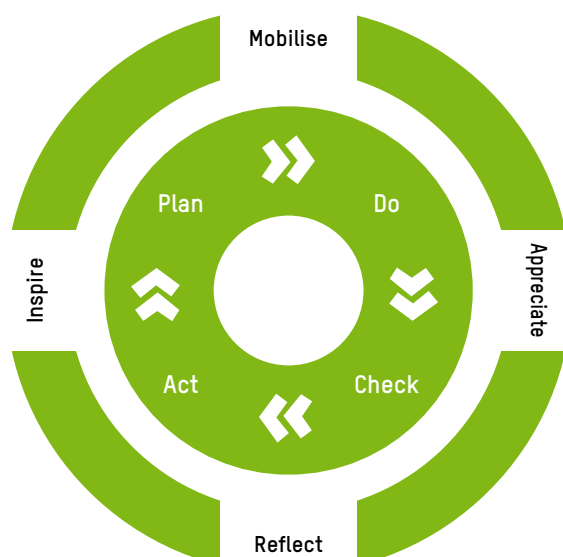 Mobilise
Plan
Do
Inspire
Appreciate
Act
Check
Reflect